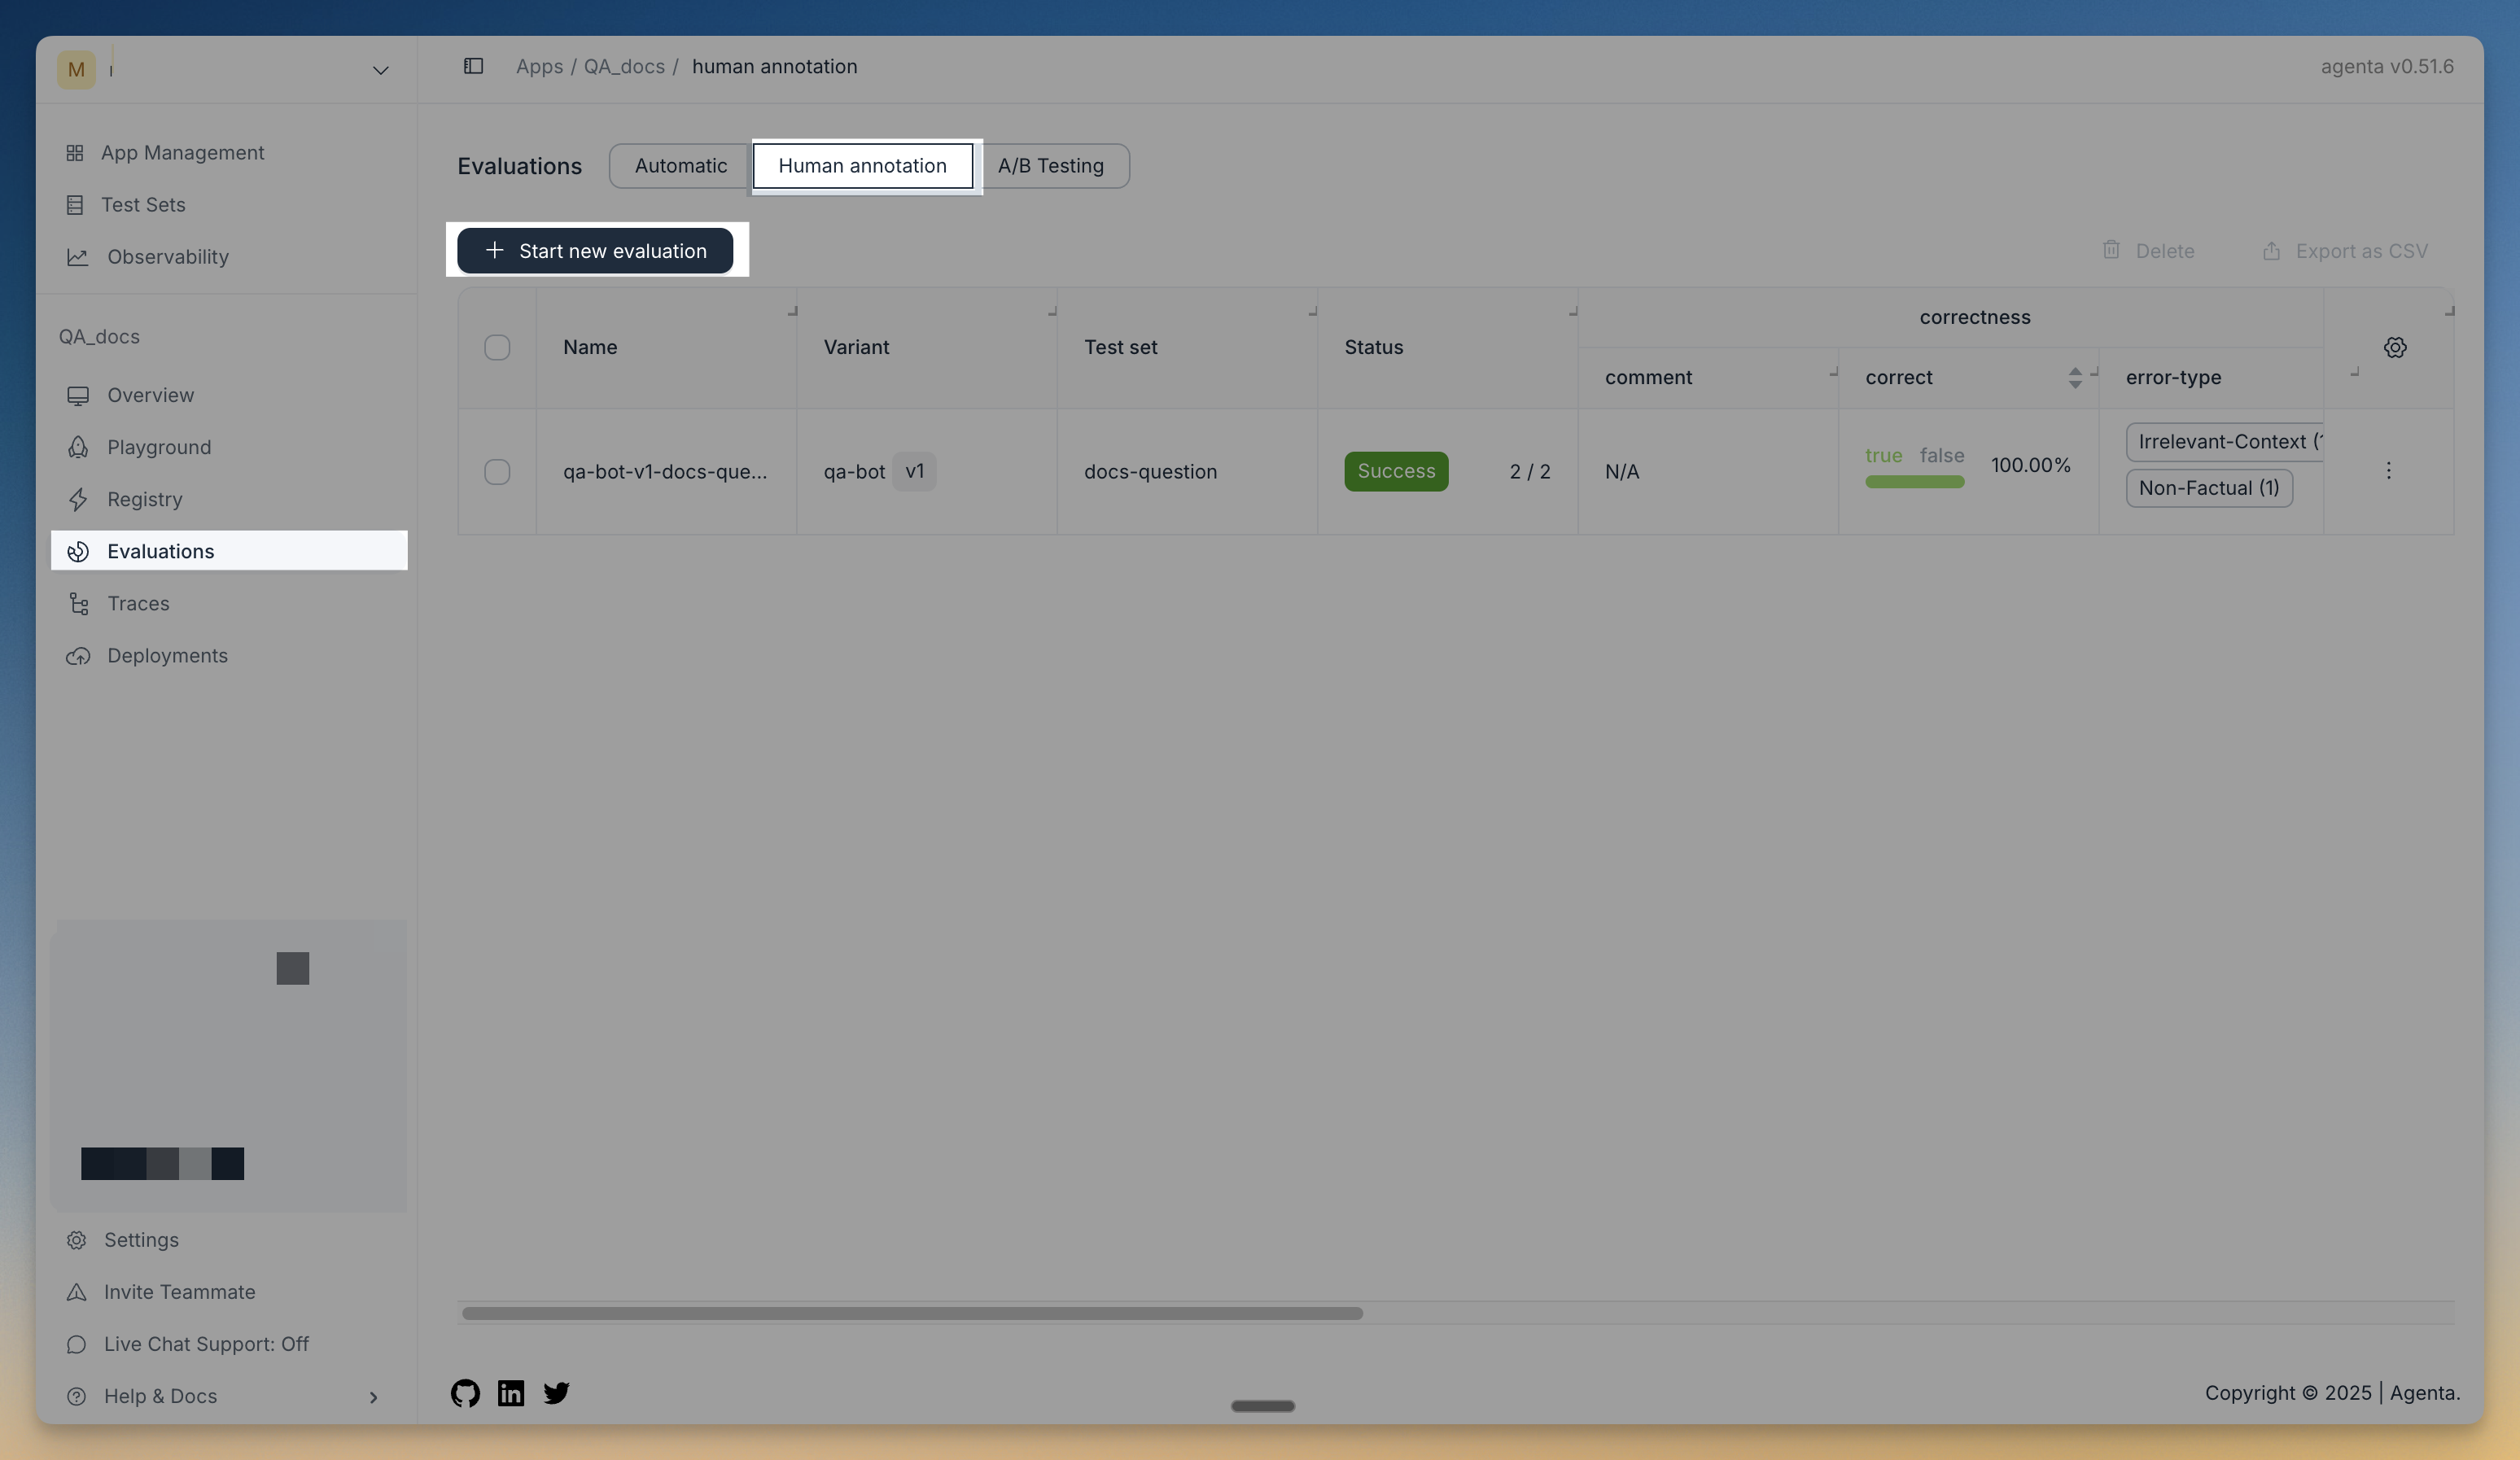 M
Apps / QA_docs / human annotation
agenta v0.51.6
App Management
Test Sets
Observability
QA_docs
Overview
Playground
Registry
Evaluations
Traces
Deployments
Settings
Invite Teammate
Live Chat Support: Off
Help & Docs
Evaluations Automatic Human annotation A/B Testing
Start new evaluation Delete Export as CSV
correctness
Name Variant Test set Status
comment correct error-type
Irrelevant-Context (
true false
qa-bot-v1-docs-que... qa-bot v1 docs-question Success 2 / 2 N/A 100.00%
Non-Factual (1)
Copyright © 2025 | Agenta.